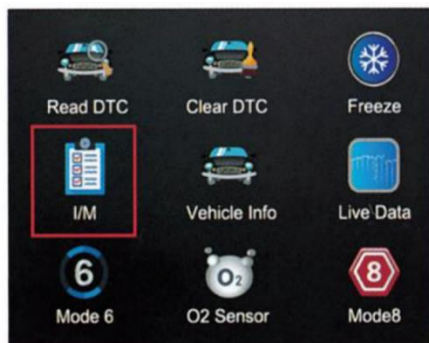 Read DTC
Clear DTC
Freeze
I/M
Vehicle Info
Live Data
6
Mode 6
O2
O2 Sensor
8
Mode8